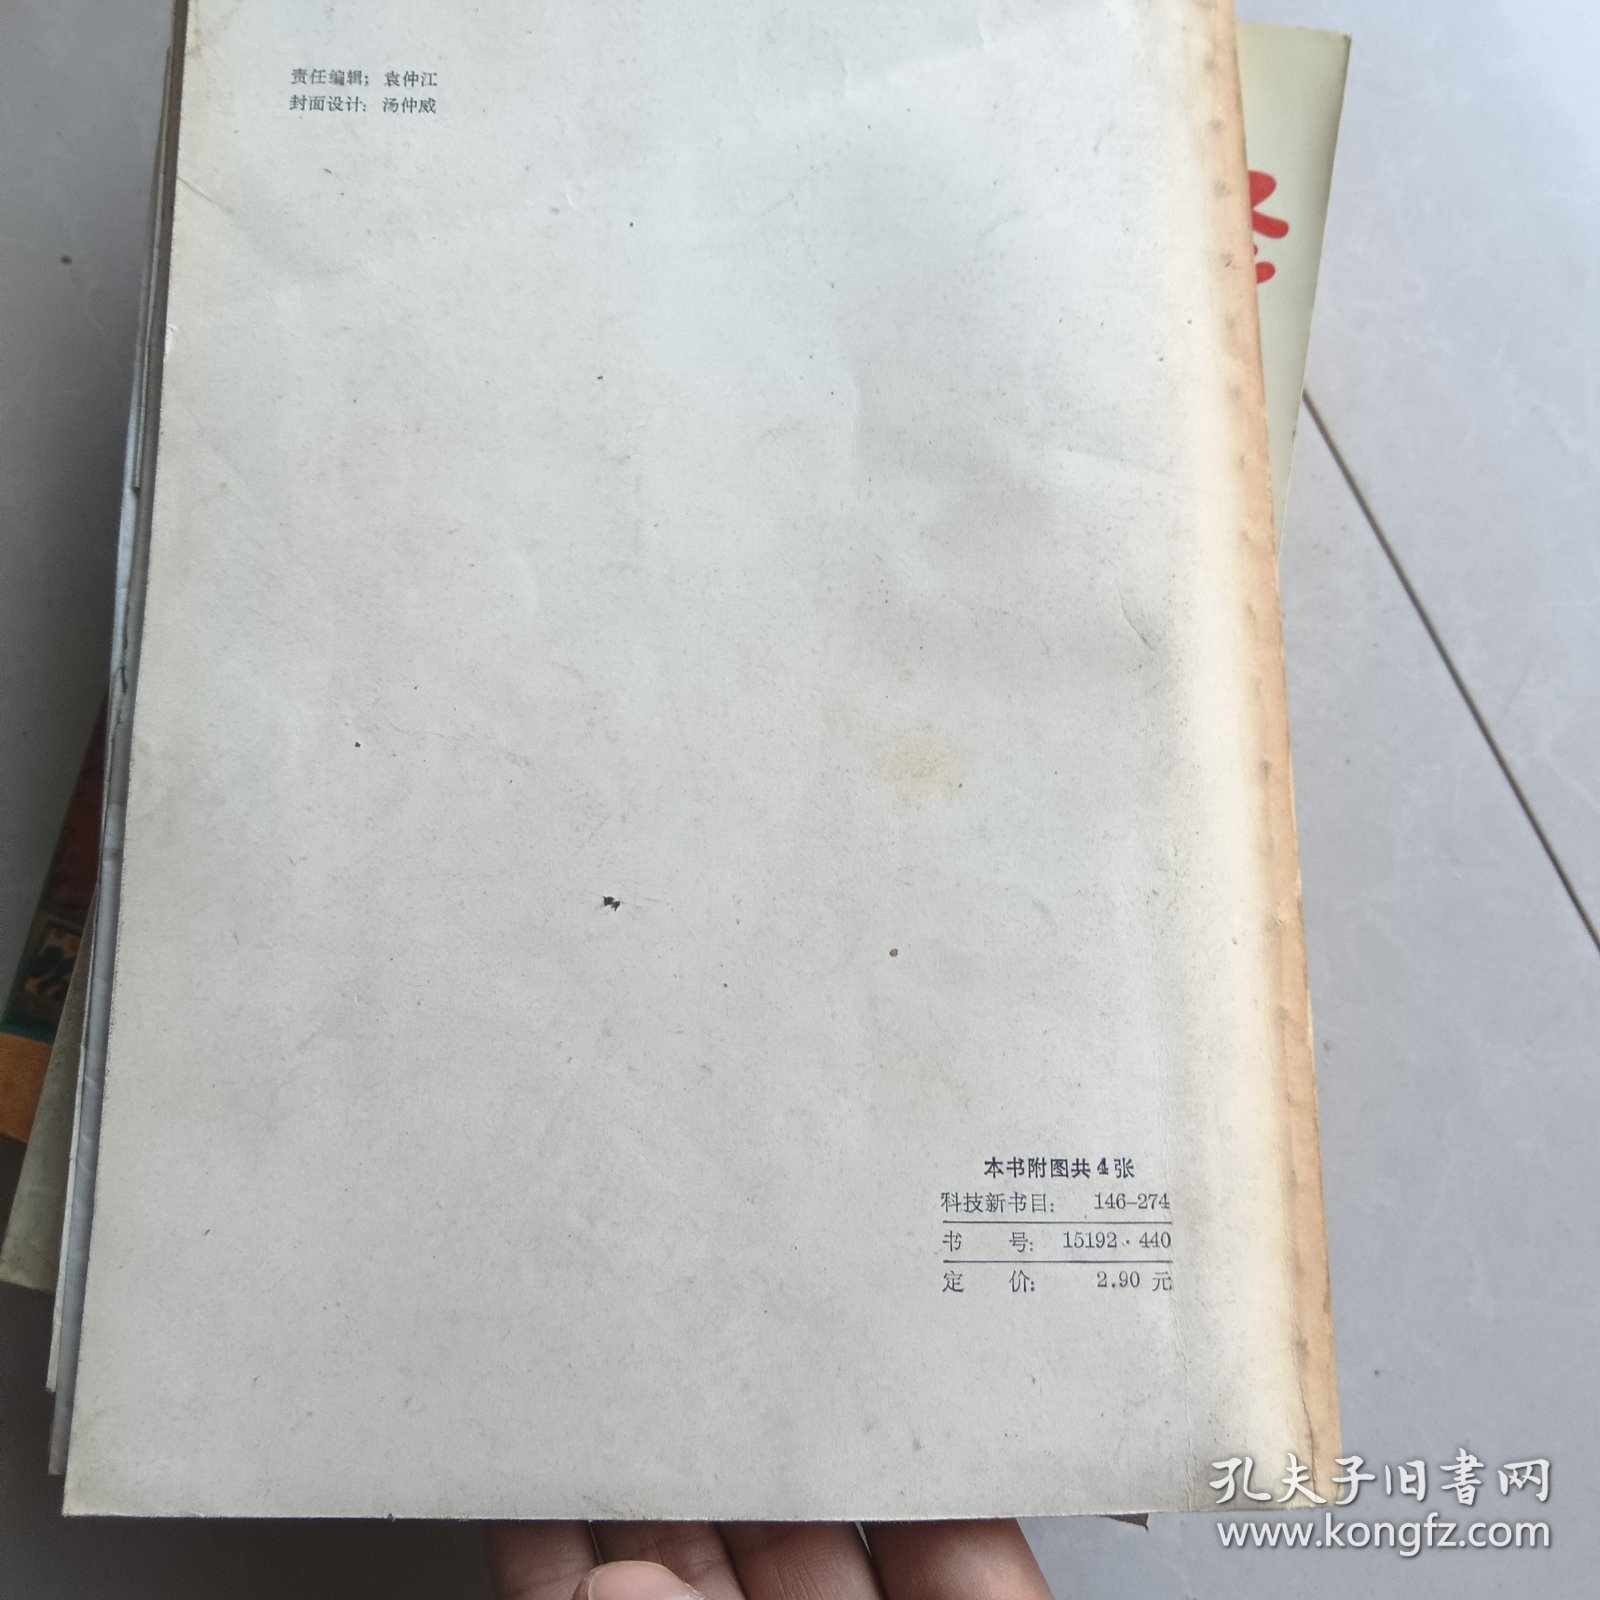 责任编辑：袁仲江
封面设计：汤仲威
本书附图共4张
科技新书目： 146-274
书 号： 15192·440
定 价： 2.90 元
孔夫子旧书网
www.kongfz.com